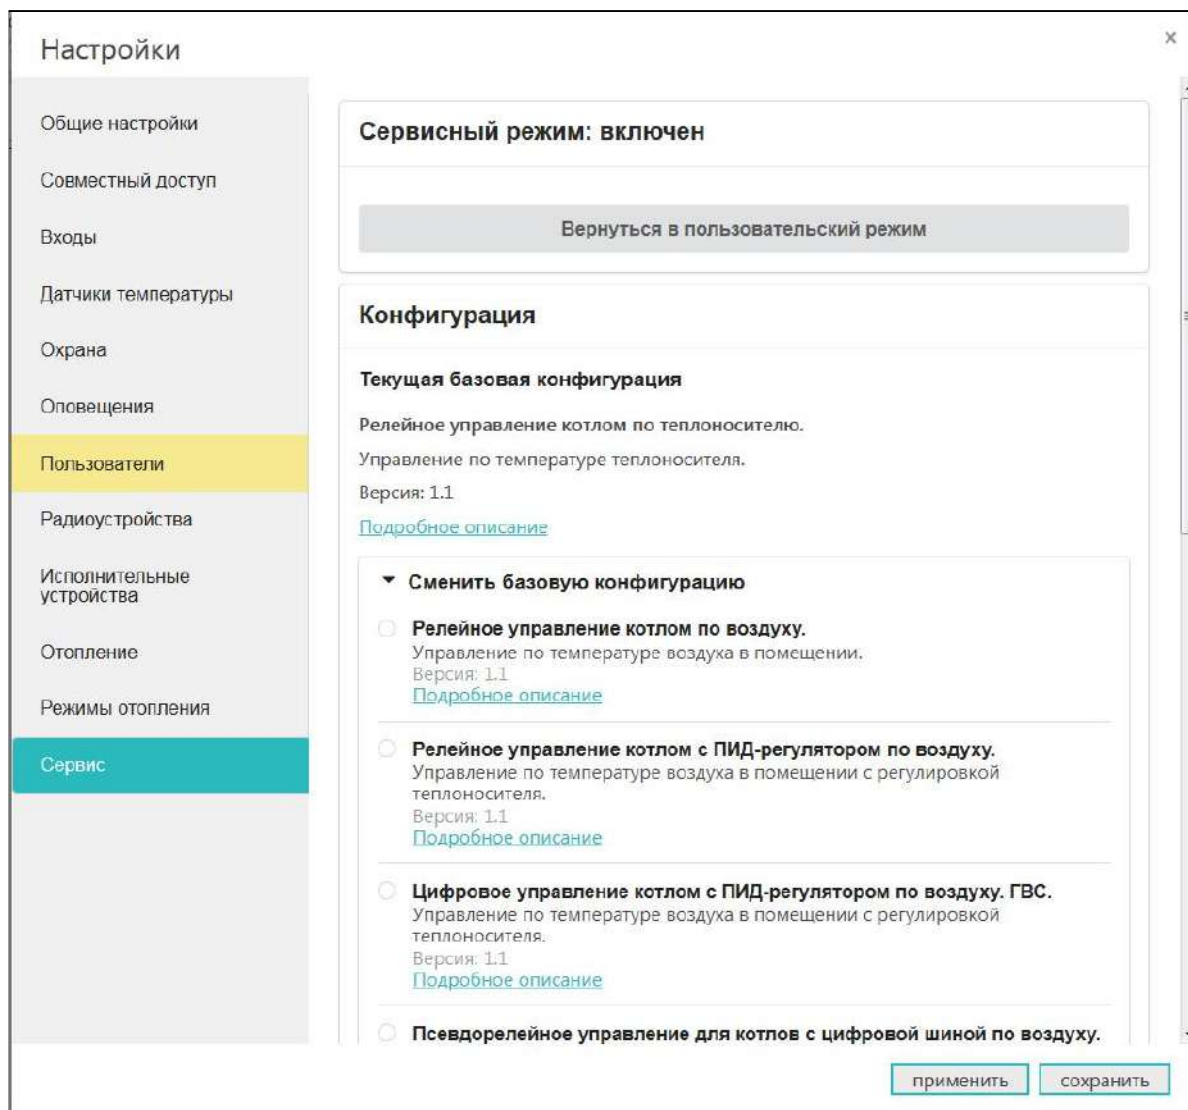 Настройки
×
Общие настройки
Совместный доступ
Входы
Датчики температуры
Охрана
Оповещения
Пользователи
Радиоустройства
Исполнительные
устройства
Отопление
Режимы отопления
Сервис
Сервисный режим: включен
Вернуться в пользовательский режим
Конфигурация
Текущая базовая конфигурация
Релейное управление котлом по теплоносителю.
Управление по температуре теплоносителя.
Версия: 1.1
Подробное описание
Сменить базовую конфигурацию
Релейное управление котлом по воздуху.
Управление по температуре воздуха в помещении.
Версия: 1.1
Подробное описание
Релейное управление котлом с ПИД-регулятором по воздуху.
Управление по температуре воздуха в помещении с регулировкой
теплоносителя.
Версия: 1.1
Подробное описание
Цифровое управление котлом с ПИД-регулятором по воздуху. ГВС.
Управление по температуре воздуха в помещении с регулировкой
теплоносителя.
Версия: 1.1
Подробное описание
Псевдорелейное управление для котлов с цифровой шиной по воздуху.
применить
сохранить